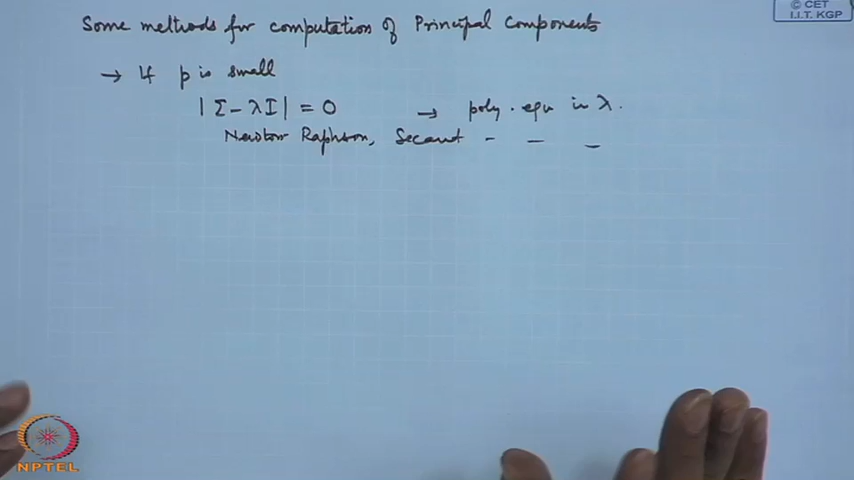 © CET
I.I.T. KGP
Some methods for computation of Principal Components
→ If p is small
|Σ - λI| = 0 → poly. eqn in λ.
Newton Raphson, Secant - - -
NPTEL